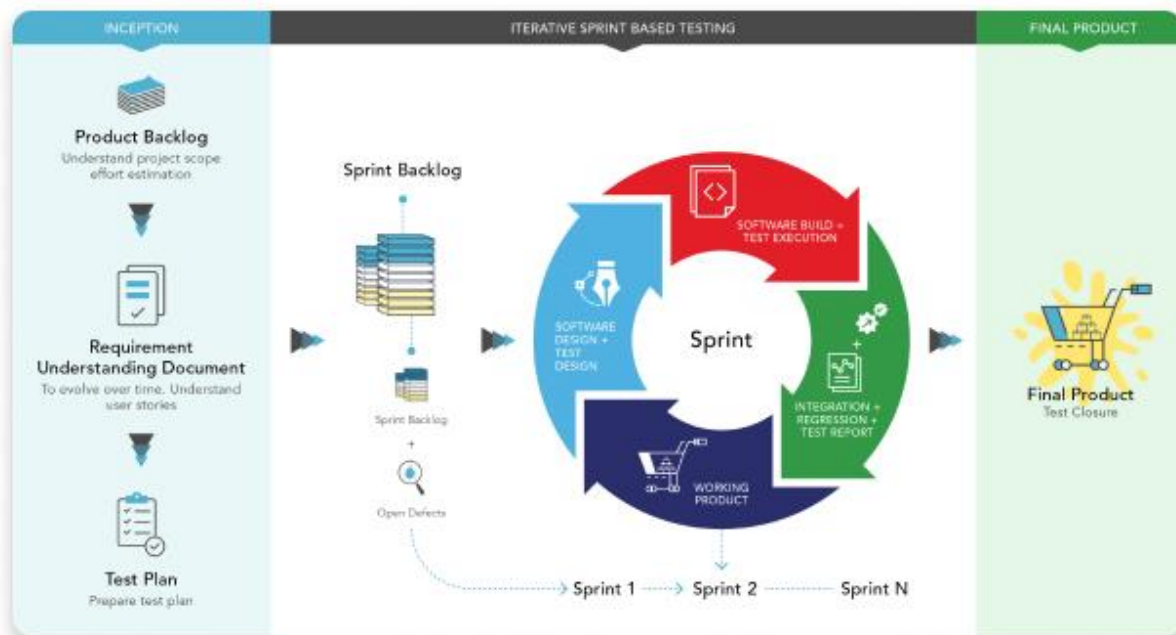 INCEPTION
ITERATIVE SPRINT BASED TESTING
FINAL PRODUCT
Product Backlog
Understand project scope
effort estimation
Requirement
Understanding Document
To evolve over time. Understand
user stories
Test Plan
Prepare test plan
Sprint Backlog
Sprint Backlog
+
Open Defects
SOFTWARE BUILD +
TEST EXECUTION
SOFTWARE
DESIGN +
TEST
DESIGN
Sprint
+
INTEGRATION +
REGRESSION +
TEST REPORT
WORKING
PRODUCT
Sprint 1
Sprint 2
Sprint N
Final Product
Test Closure